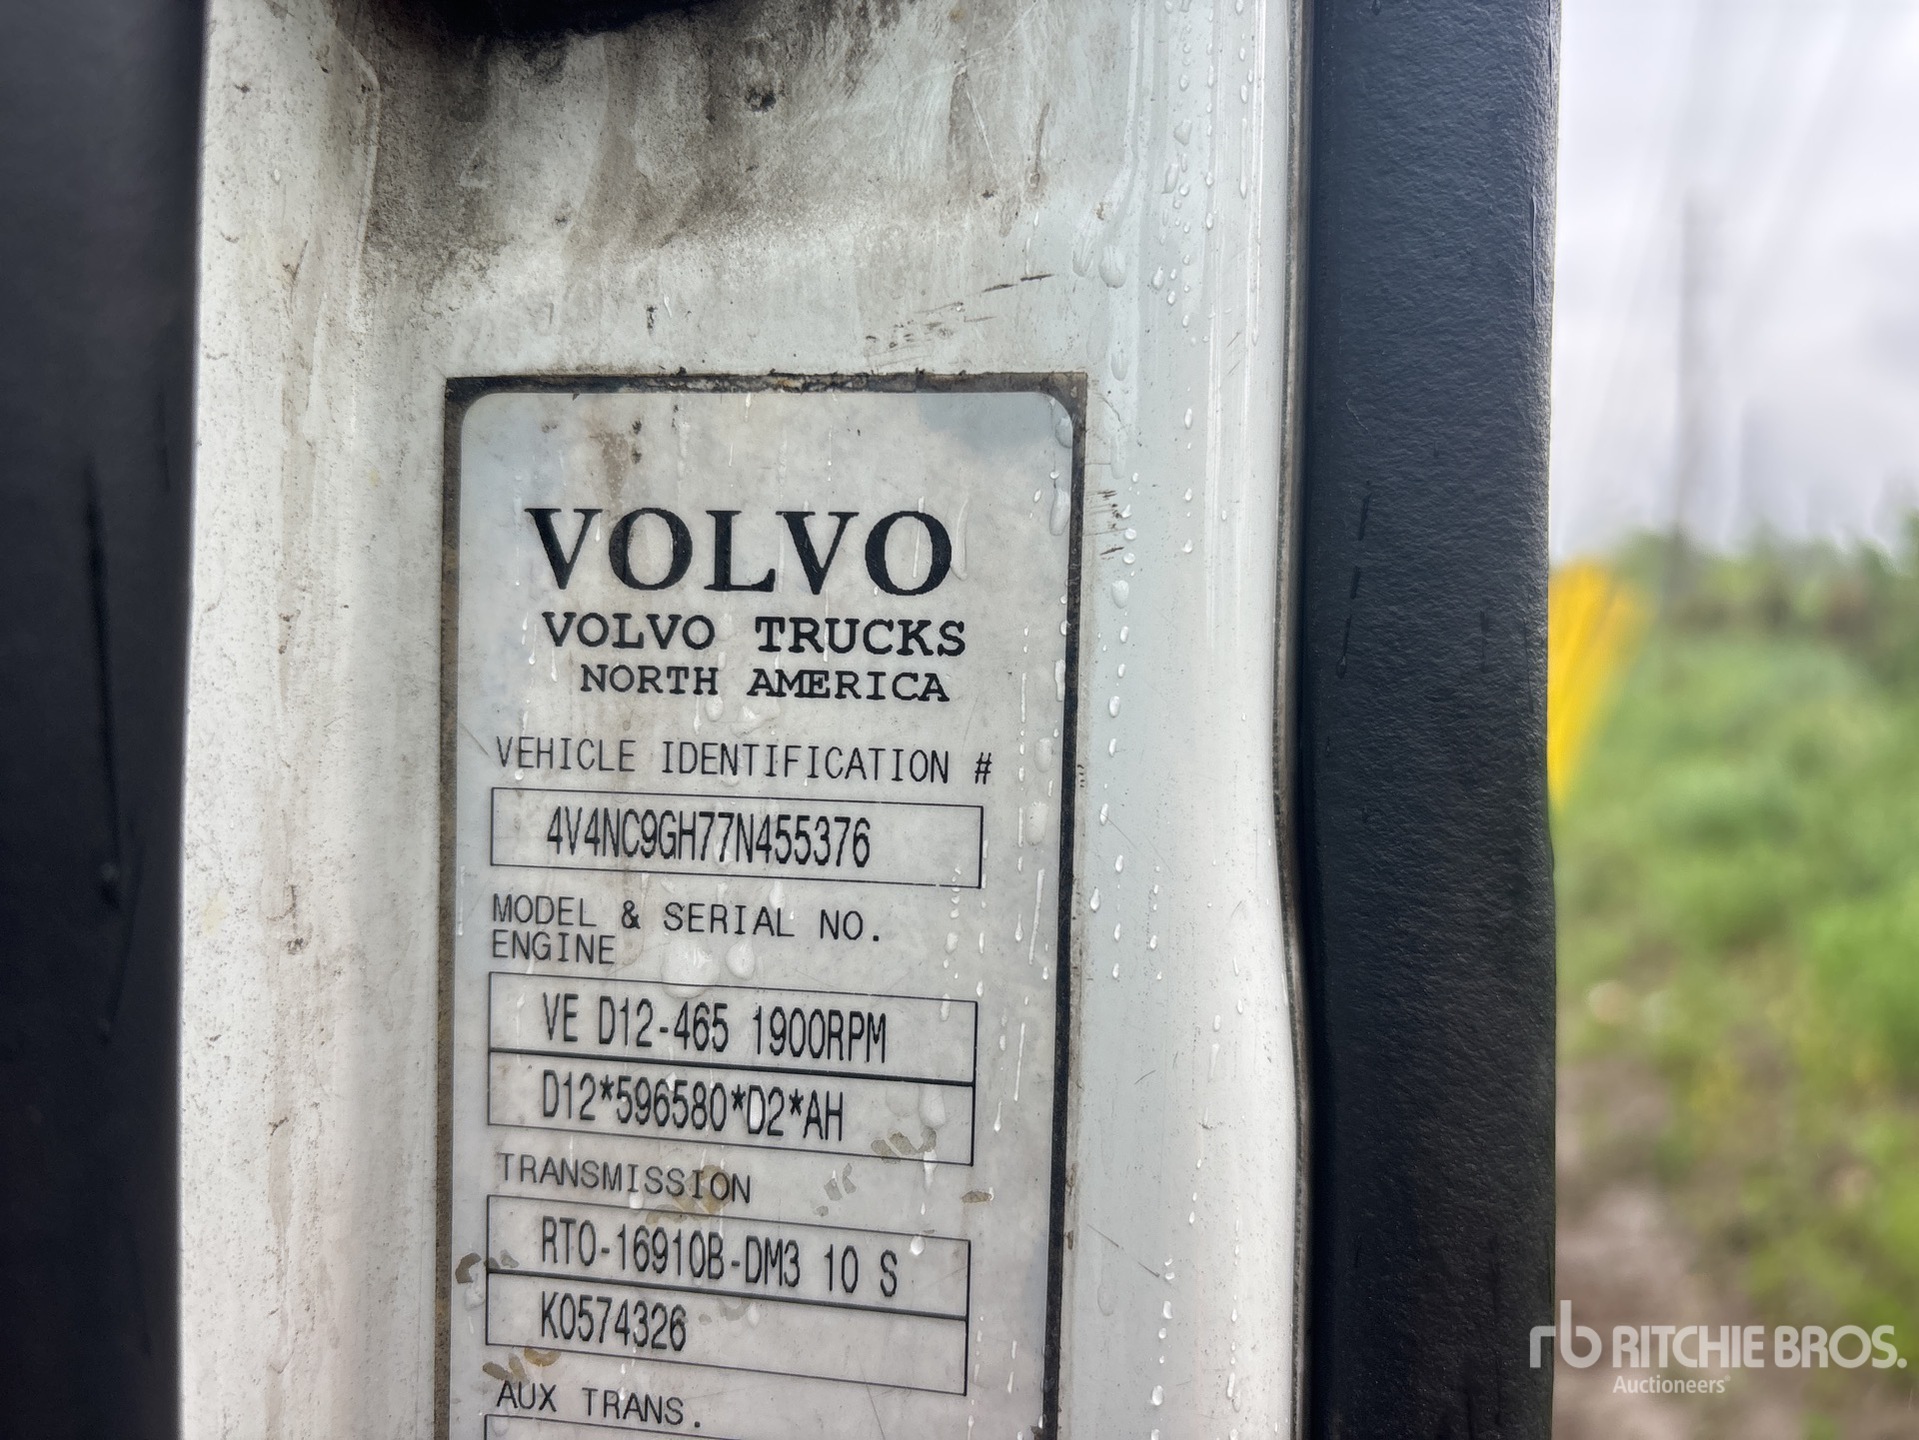 VOLVO
VOLVO TRUCKS
NORTH AMERICA
VEHICLE IDENTIFICATION #
4V4NC9GH77N455376
MODEL & SERIAL NO.
ENGINE
VE D12-465 1900RPM
D12*596580*D2*AH
TRANSMISSION
RTO-16910B-DM3 10 S
K0574326
AUX TRANS.
rb RITCHIE BROS.
Auctioneers